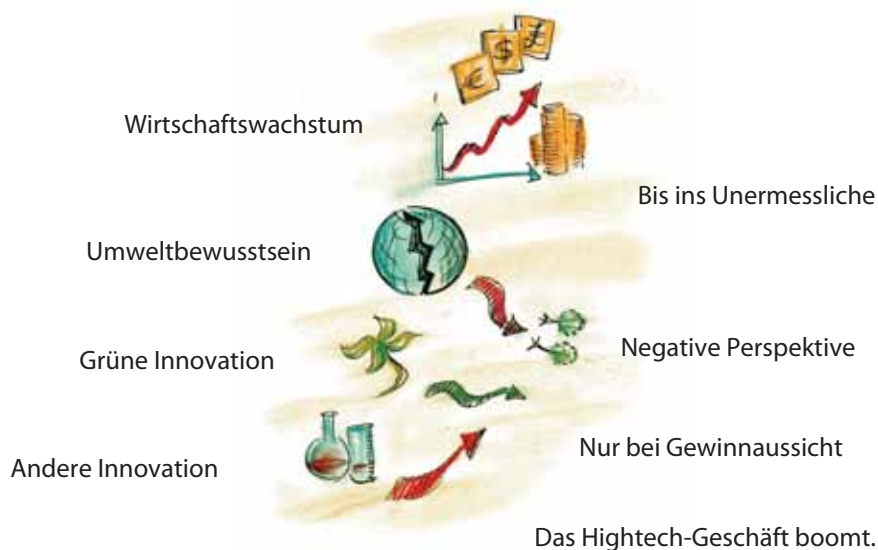 € $ £
Wirtschaftswachstum
Bis ins Unermessliche
Umweltbewusstsein
Grüne Innovation
Negative Perspektive
Andere Innovation
Nur bei Gewinnaussicht
Das Hightech-Geschäft boomt.